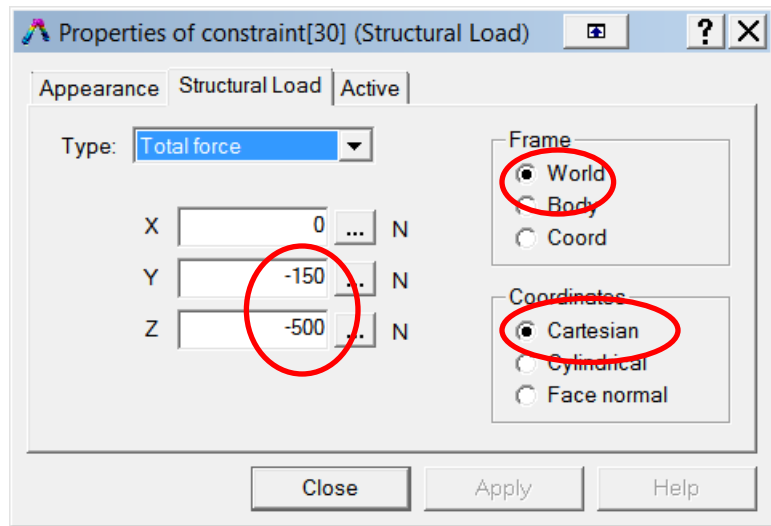 Properties of constraint[30] (Structural Load) ?
Appearance Structural Load Active
Type: Total force
X 0 ... N
Y -150 ... N
Z -500 ... N
Frame
World
Body
Coord
Coordinates
Cartesian
Cylindrical
Face normal
Close Apply Help